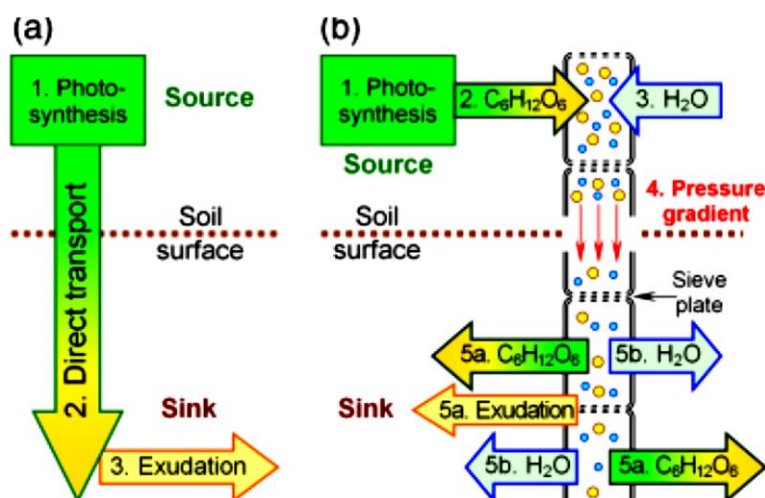 (a)
1. Photo-
synthesis
Source
2. Direct transport
Soil
surface
Sink
3. Exudation
(b)
1. Photo-
synthesis
Source
2. C₆H₁₂O₆
3. H₂O
4. Pressure
gradient
Soil
surface
Sieve
plate
5a. C₆H₁₂O₆
5b. H₂O
Sink
5a. Exudation
5b. H₂O
5a. C₆H₁₂O₆